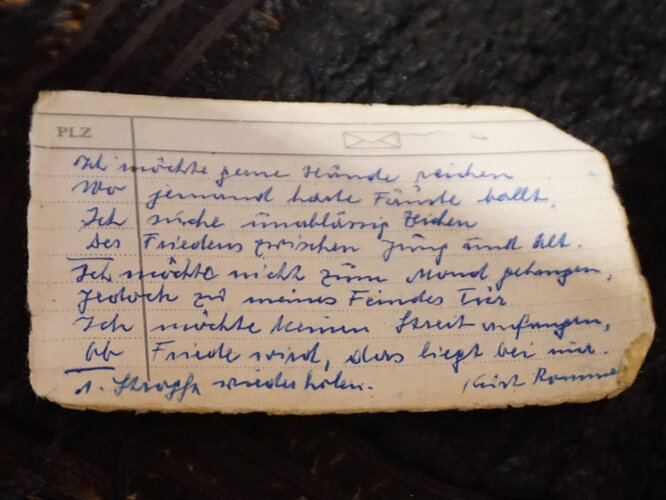 PLZ
Ich möchte gerne Hände reichen
Wo jemand harte Fäuste ballt,
Ich suche unablässig Zeichen
Des Friedens zwischen Jung und Alt.
Ich möchte nicht zum Mond gelangen,
Jedoch zu meines Feindes Tür
Ich möchte keinen Streit anfangen,
Ob Friede wird, das liegt bei mir.
1. Strophe wiederholen. Kurt Rommel